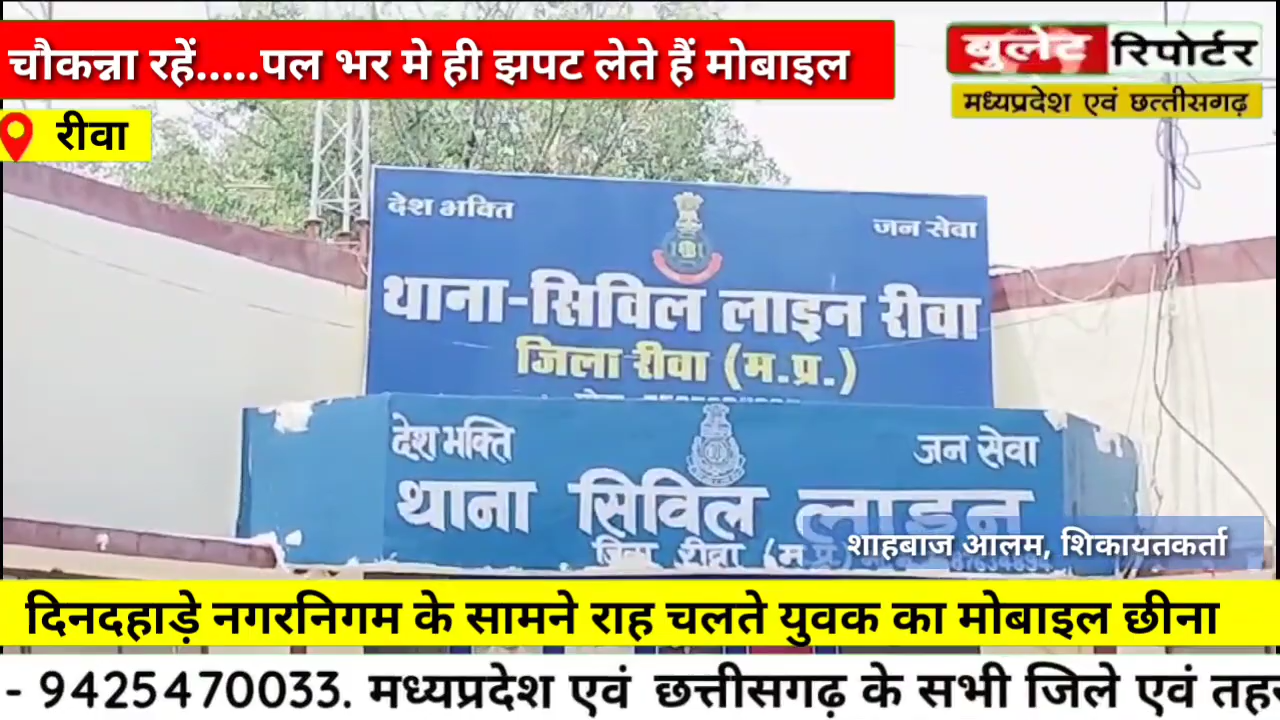 चौकन्ना रहें.....पल भर मे ही झपट लेते हैं मोबाइल
बुलेट रिपोर्टर
मध्यप्रदेश एवं छत्तीसगढ़
रीवा
देश भक्ति
जन सेवा
थाना-सिविल लाइन रीवा
जिला रीवा (म.प्र.)
देश भक्ति
जन सेवा
थाना सिविल लाइन
जिला रीवा (म.प्र.)
शाहबाज आलम, शिकायतकर्ता
दिनदहाड़े नगरनिगम के सामने राह चलते युवक का मोबाइल छीना
- 9425470033. मध्यप्रदेश एवं छत्तीसगढ़ के सभी जिले एवं